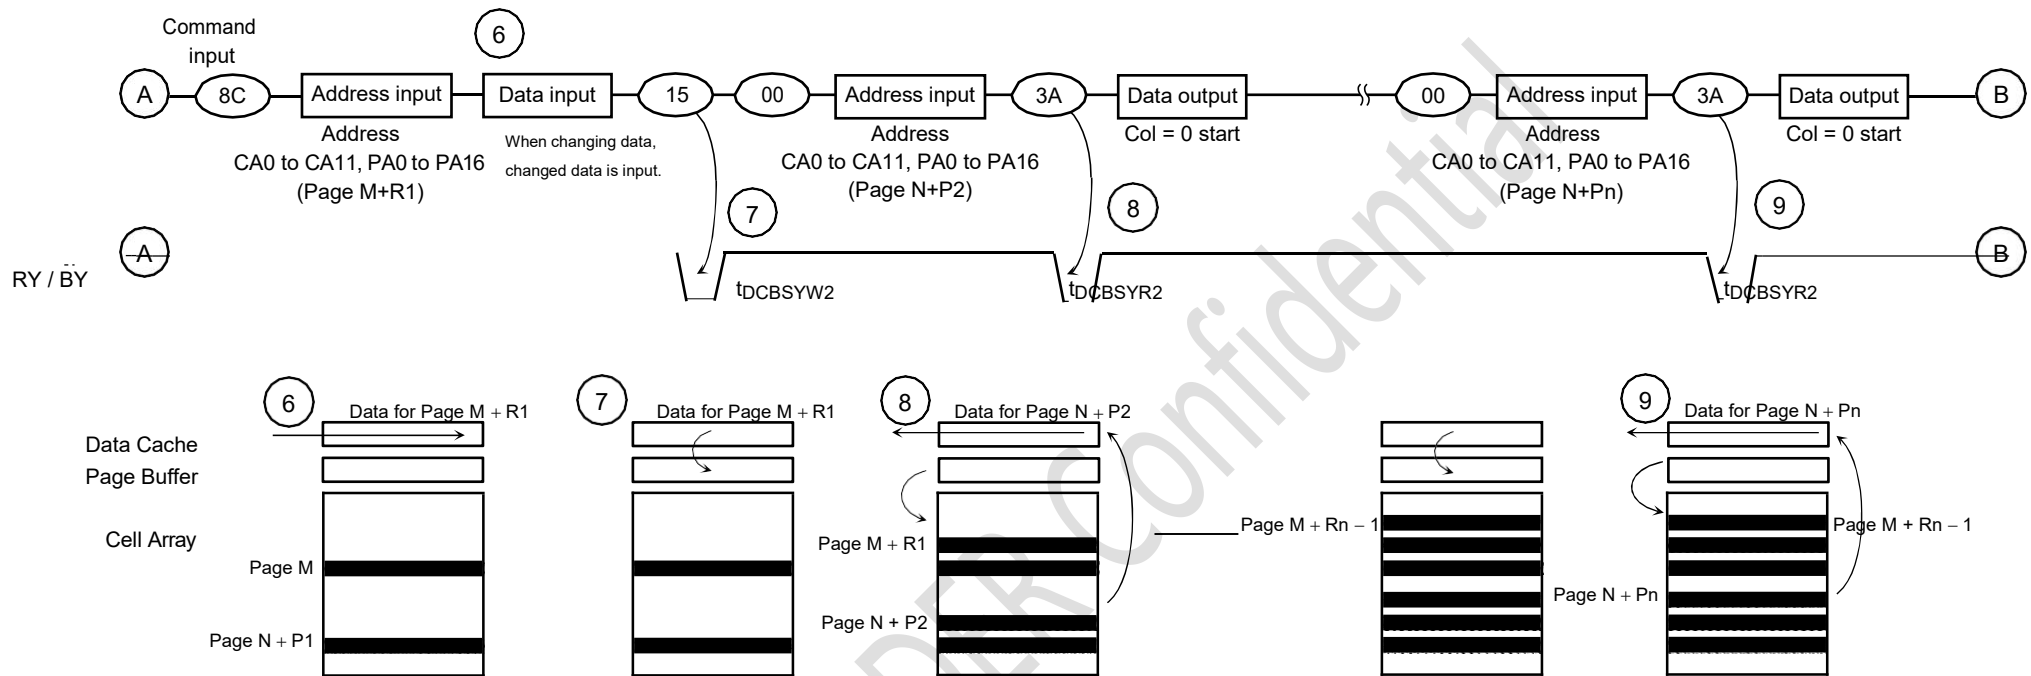 Command
input
6
A
8C
Address input
Data input
15
00
Address input
3A
Data output
00
Address input
3A
Data output
B
Address
CA0 to CA11, PA0 to PA16
(Page M+R1)
When changing data,
changed data is input.
Address
CA0 to CA11, PA0 to PA16
(Page N+P2)
Col = 0 start
Address
CA0 to CA11, PA0 to PA16
(Page N+Pn)
Col = 0 start
7
8
9
A
B
RY / BY
tDCBSYW2
tDCBSYR2
tDCBSYR2
6
Data for Page M + R1
7
Data for Page M + R1
8
Data for Page N + P2
9
Data for Page N + Pn
Data Cache
Page Buffer
Cell Array
Page M
Page N + P1
Page M + R1
Page N + P2
Page M + Rn − 1
Page N + Pn
Page M + Rn − 1
DER Confidential